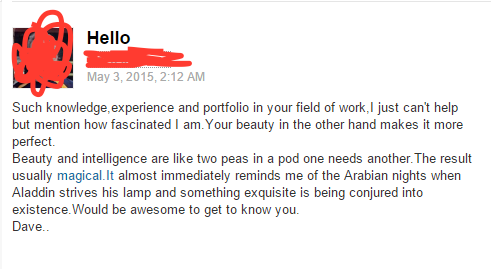 Hello
May 3, 2015, 2:12 AM
Such knowledge,experience and portfolio in your field of work,I just can't help
but mention how fascinated I am.Your beauty in the other hand makes it more
perfect.
Beauty and intelligence are like two peas in a pod one needs another.The result
usually magical.It almost immediately reminds me of the Arabian nights when
Aladdin strives his lamp and something exquisite is being conjured into
existence.Would be awesome to get to know you.
Dave..